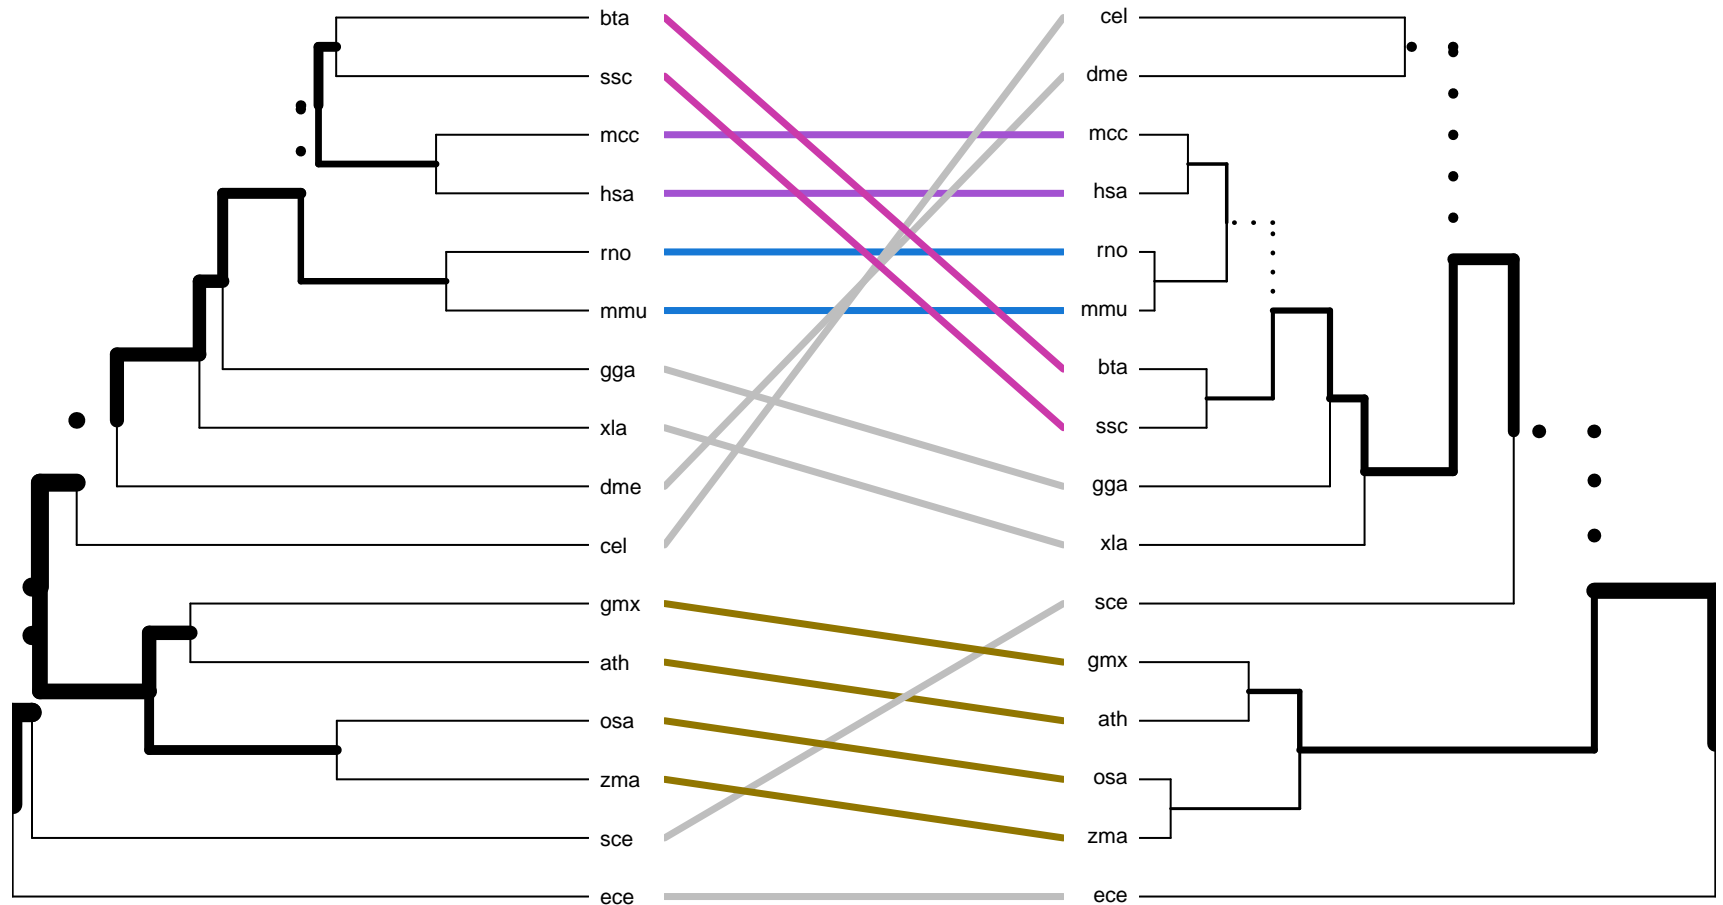 bta cel
ssc dme
mcc mcc
hsa hsa
rno rno
mmu mmu
gga bta
xla ssc
dme gga
cel xla
gmx sce
ath gmx
osa ath
zma osa
sce zma
ece ece